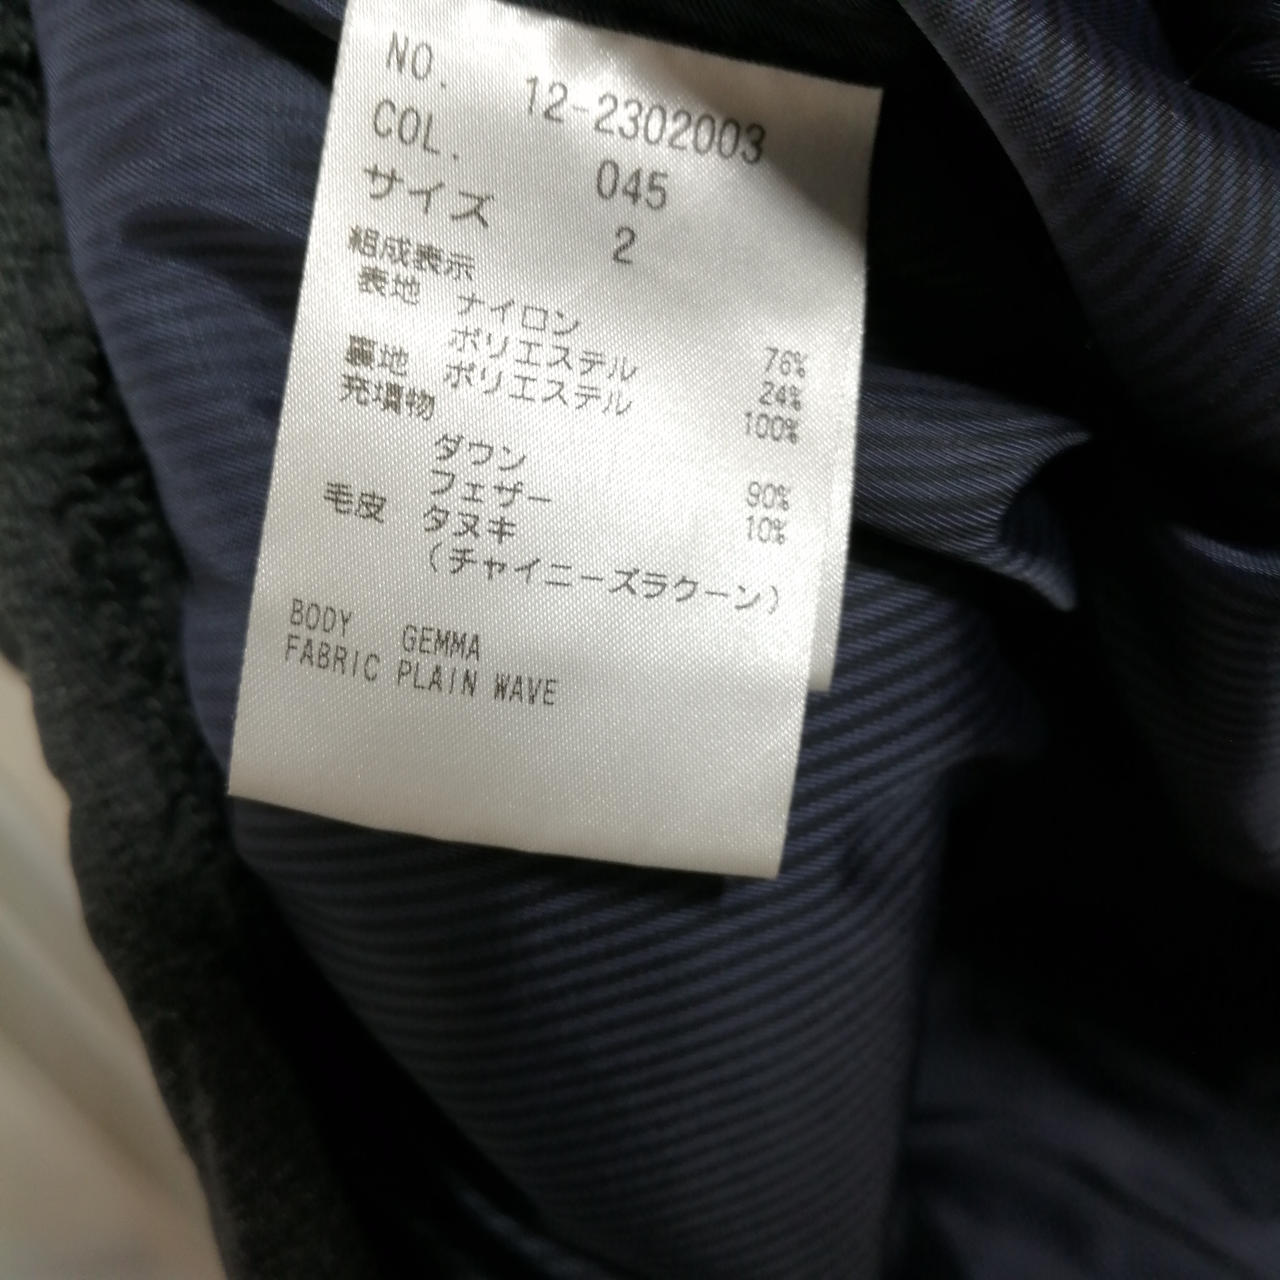 NO. 12-2302003
COL. 045
サイズ 2
組成表示
表地 ナイロン 76%
ポリエステル 24%
裏地 ポリエステル 100%
充填物
ダウン 90%
フェザー 10%
毛皮 タヌキ
(チャイニーズラクーン)
BODY GEMMA
FABRIC PLAIN WAVE